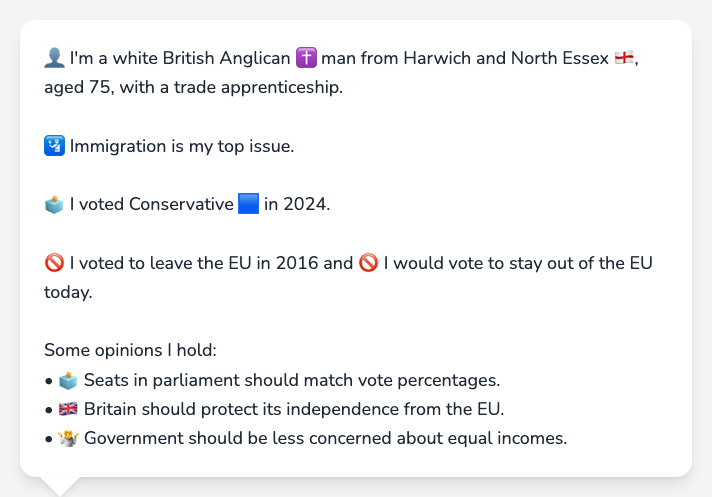 👤 I'm a white British Anglican ✝️ man from Harwich and North Essex 🏴󠁧󠁢󠁥󠁮󠁧󠁿,
aged 75, with a trade apprenticeship.
🛂 Immigration is my top issue.
🗳️ I voted Conservative 🟦 in 2024.
🚫 I voted to leave the EU in 2016 and 🚫 I would vote to stay out of the EU
today.
Some opinions I hold:
• 🗳️ Seats in parliament should match vote percentages.
• 🇬🇧 Britain should protect its independence from the EU.
• 🤷 Government should be less concerned about equal incomes.